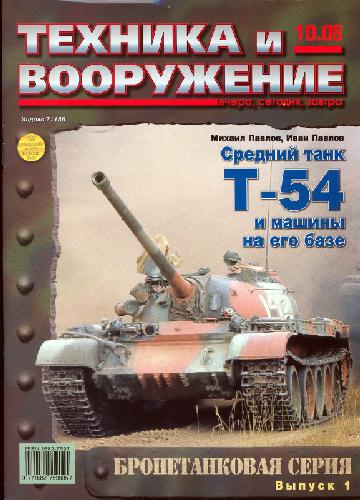 ТЕХНИКА и
ВООРУЖЕНИЕ
10.08
вчера, сегодня, завтра
Михаил Павлов, Иван Павлов
Средний танк
Т-54
и машины
на его базе
БРОНЕТАНКОВАЯ СЕРИЯ
Выпуск 1